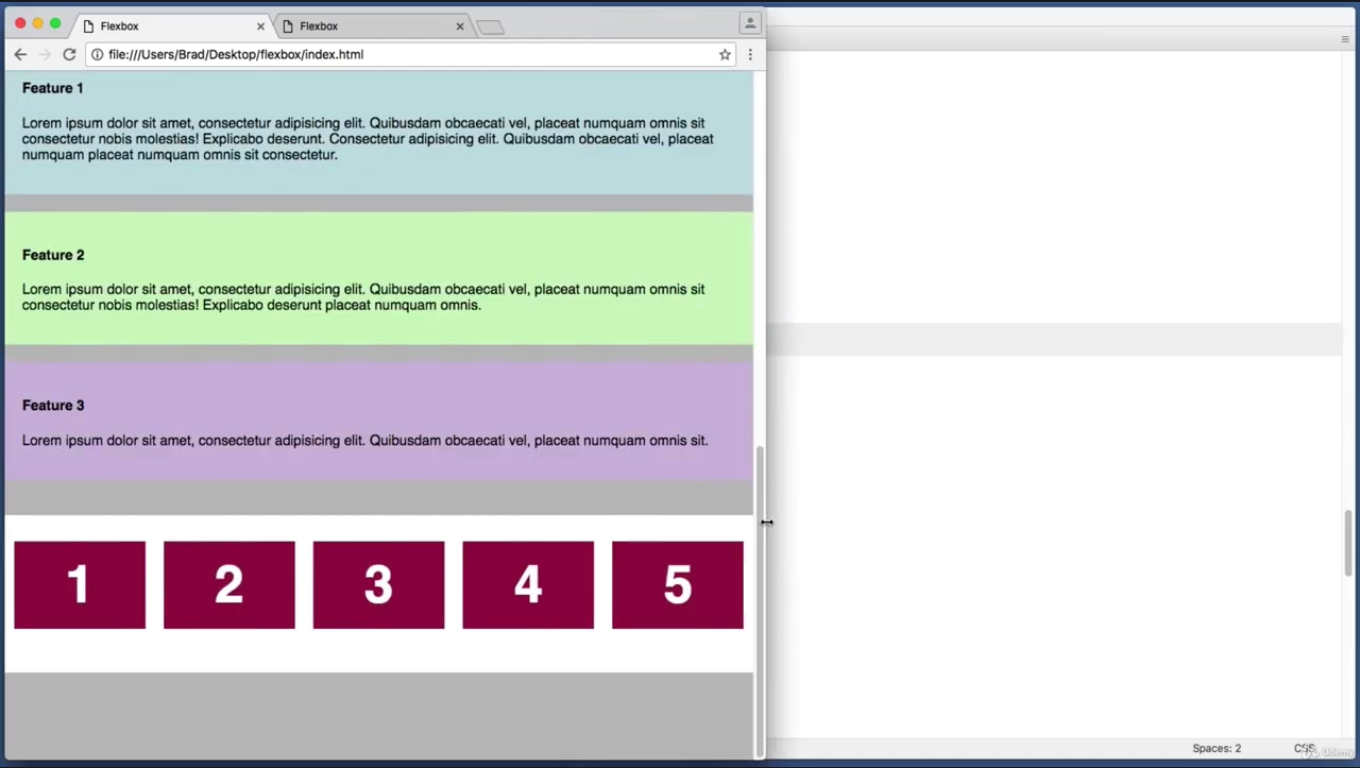 Flexbox
Flexbox
file:///Users/Brad/Desktop/flexbox/index.html
Feature 1
Lorem ipsum dolor sit amet, consectetur adipisicing elit. Quibusdam obcaecati vel, placeat numquam omnis sit
consectetur nobis molestias! Explicabo deserunt. Consectetur adipisicing elit. Quibusdam obcaecati vel, placeat
numquam placeat numquam omnis sit consectetur.
Feature 2
Lorem ipsum dolor sit amet, consectetur adipisicing elit. Quibusdam obcaecati vel, placeat numquam omnis sit
consectetur nobis molestias! Explicabo deserunt placeat numquam omnis.
Feature 3
Lorem ipsum dolor sit amet, consectetur adipisicing elit. Quibusdam obcaecati vel, placeat numquam omnis sit.
1 2 3 4 5
Spaces: 2 CSS
Udemy